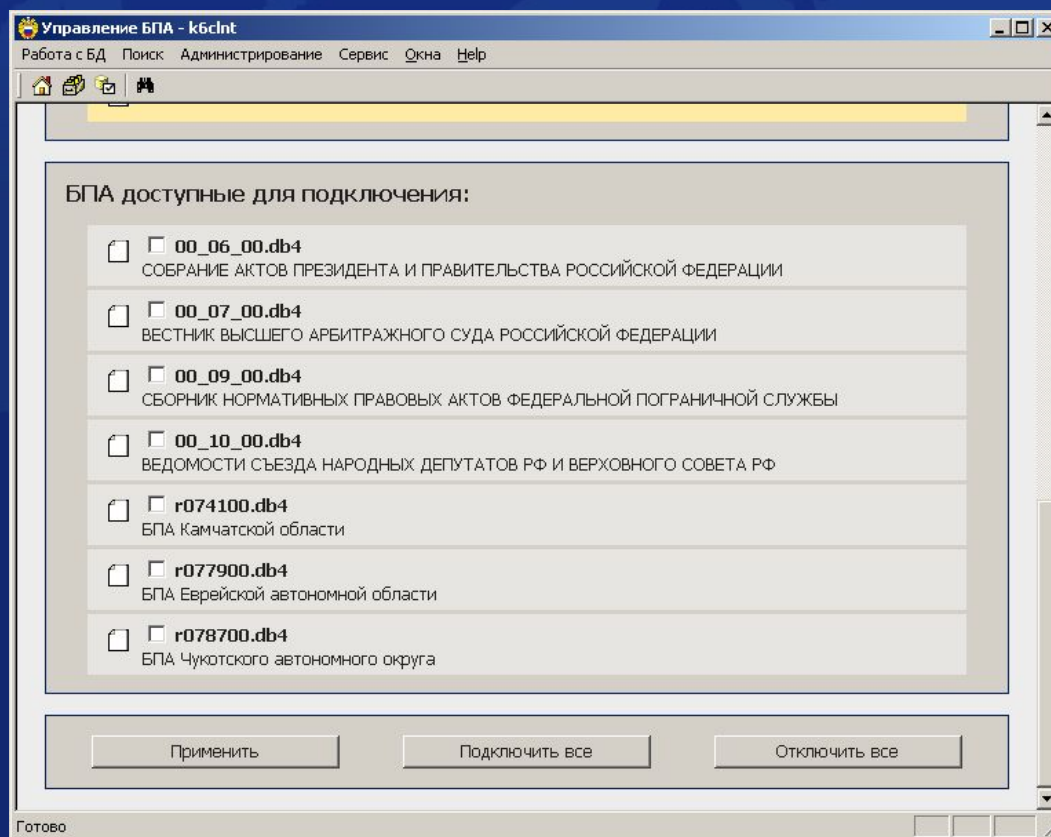 Управление БПА - k6clnt
Работа с БД Поиск Администрирование Сервис Окна Help
БПА доступные для подключения:
00_06_00.db4
СОБРАНИЕ АКТОВ ПРЕЗИДЕНТА И ПРАВИТЕЛЬСТВА РОССИЙСКОЙ ФЕДЕРАЦИИ
00_07_00.db4
ВЕСТНИК ВЫСШЕГО АРБИТРАЖНОГО СУДА РОССИЙСКОЙ ФЕДЕРАЦИИ
00_09_00.db4
СБОРНИК НОРМАТИВНЫХ ПРАВОВЫХ АКТОВ ФЕДЕРАЛЬНОЙ ПОГРАНИЧНОЙ СЛУЖБЫ
00_10_00.db4
ВЕДОМОСТИ СЪЕЗДА НАРОДНЫХ ДЕПУТАТОВ РФ И ВЕРХОВНОГО СОВЕТА РФ
r074100.db4
БПА Камчатской области
r077900.db4
БПА Еврейской автономной области
r078700.db4
БПА Чукотского автономного округа
Применить Подключить все Отключить все
Готово